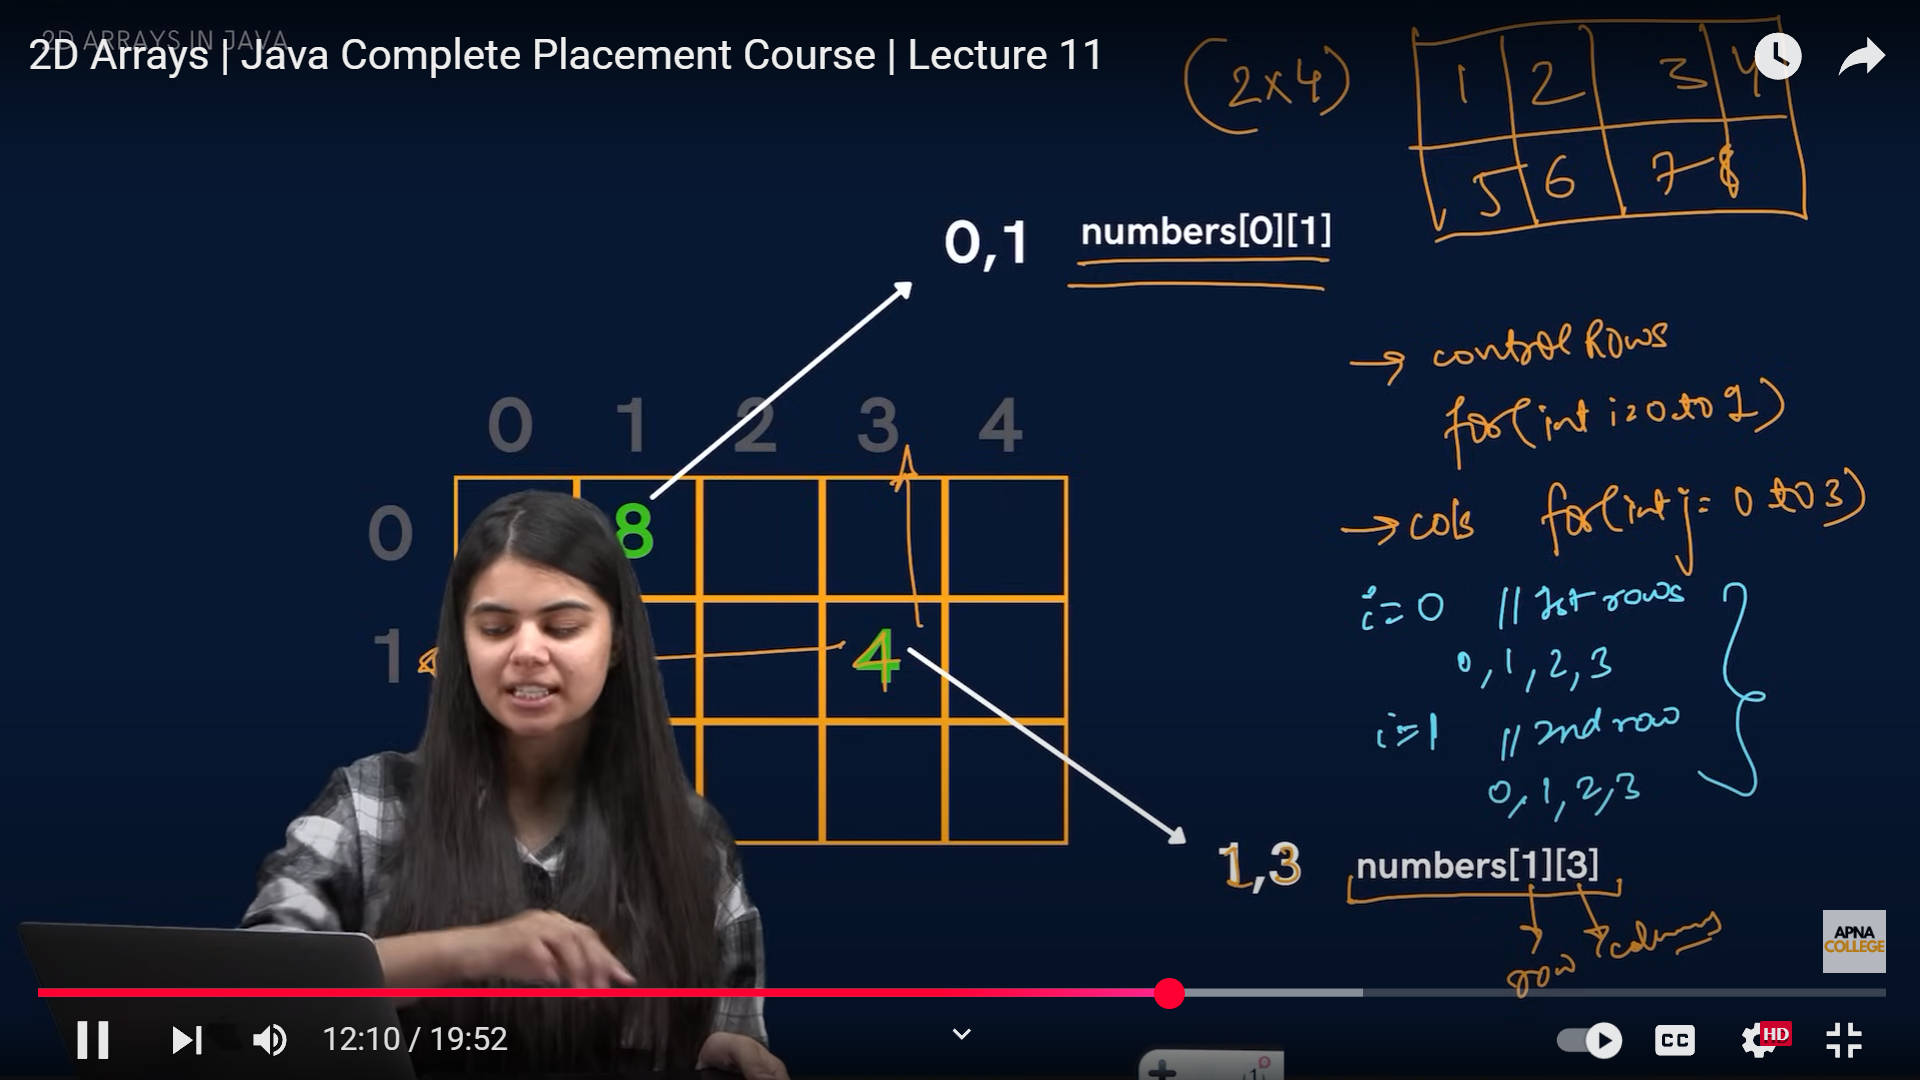 2D ARRAYS IN JAVA
2D Arrays | Java Complete Placement Course | Lecture 11
(2x4)
1 2 3 4
5 6 7 8
0,1 numbers[0][1]
→ control Rows
for(int i=0 to 1)
0 1 2 3 4
0 8
→ cols for(int j= 0 to 3)
i=0 // 1st rows
0,1,2,3
1 4
i=1 // 2nd row
0,1,2,3
1,3 numbers[1][3]
row columns
APNA
COLLEGE
12:10 / 19:52
CC HD